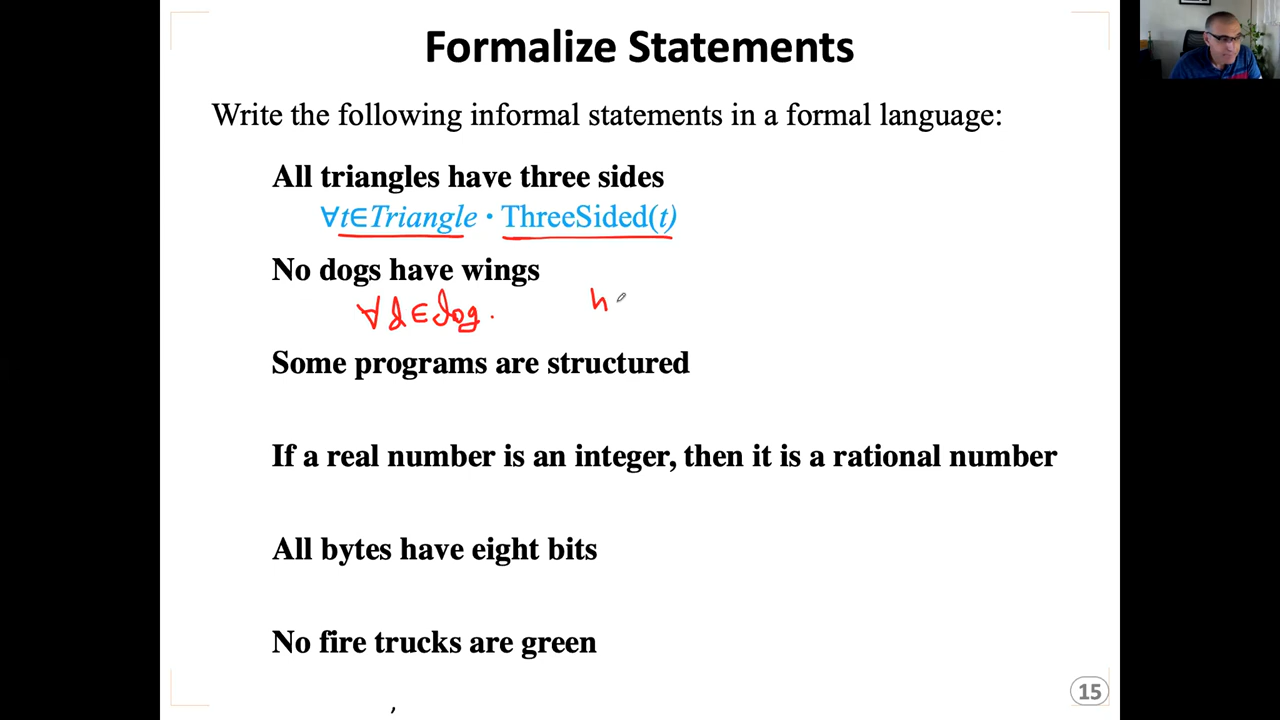 Formalize Statements
Write the following informal statements in a formal language:
All triangles have three sides
∀t∈Triangle · ThreeSided(t)
No dogs have wings
∀ d ∈ dog . h
Some programs are structured
If a real number is an integer, then it is a rational number
All bytes have eight bits
No fire trucks are green
15